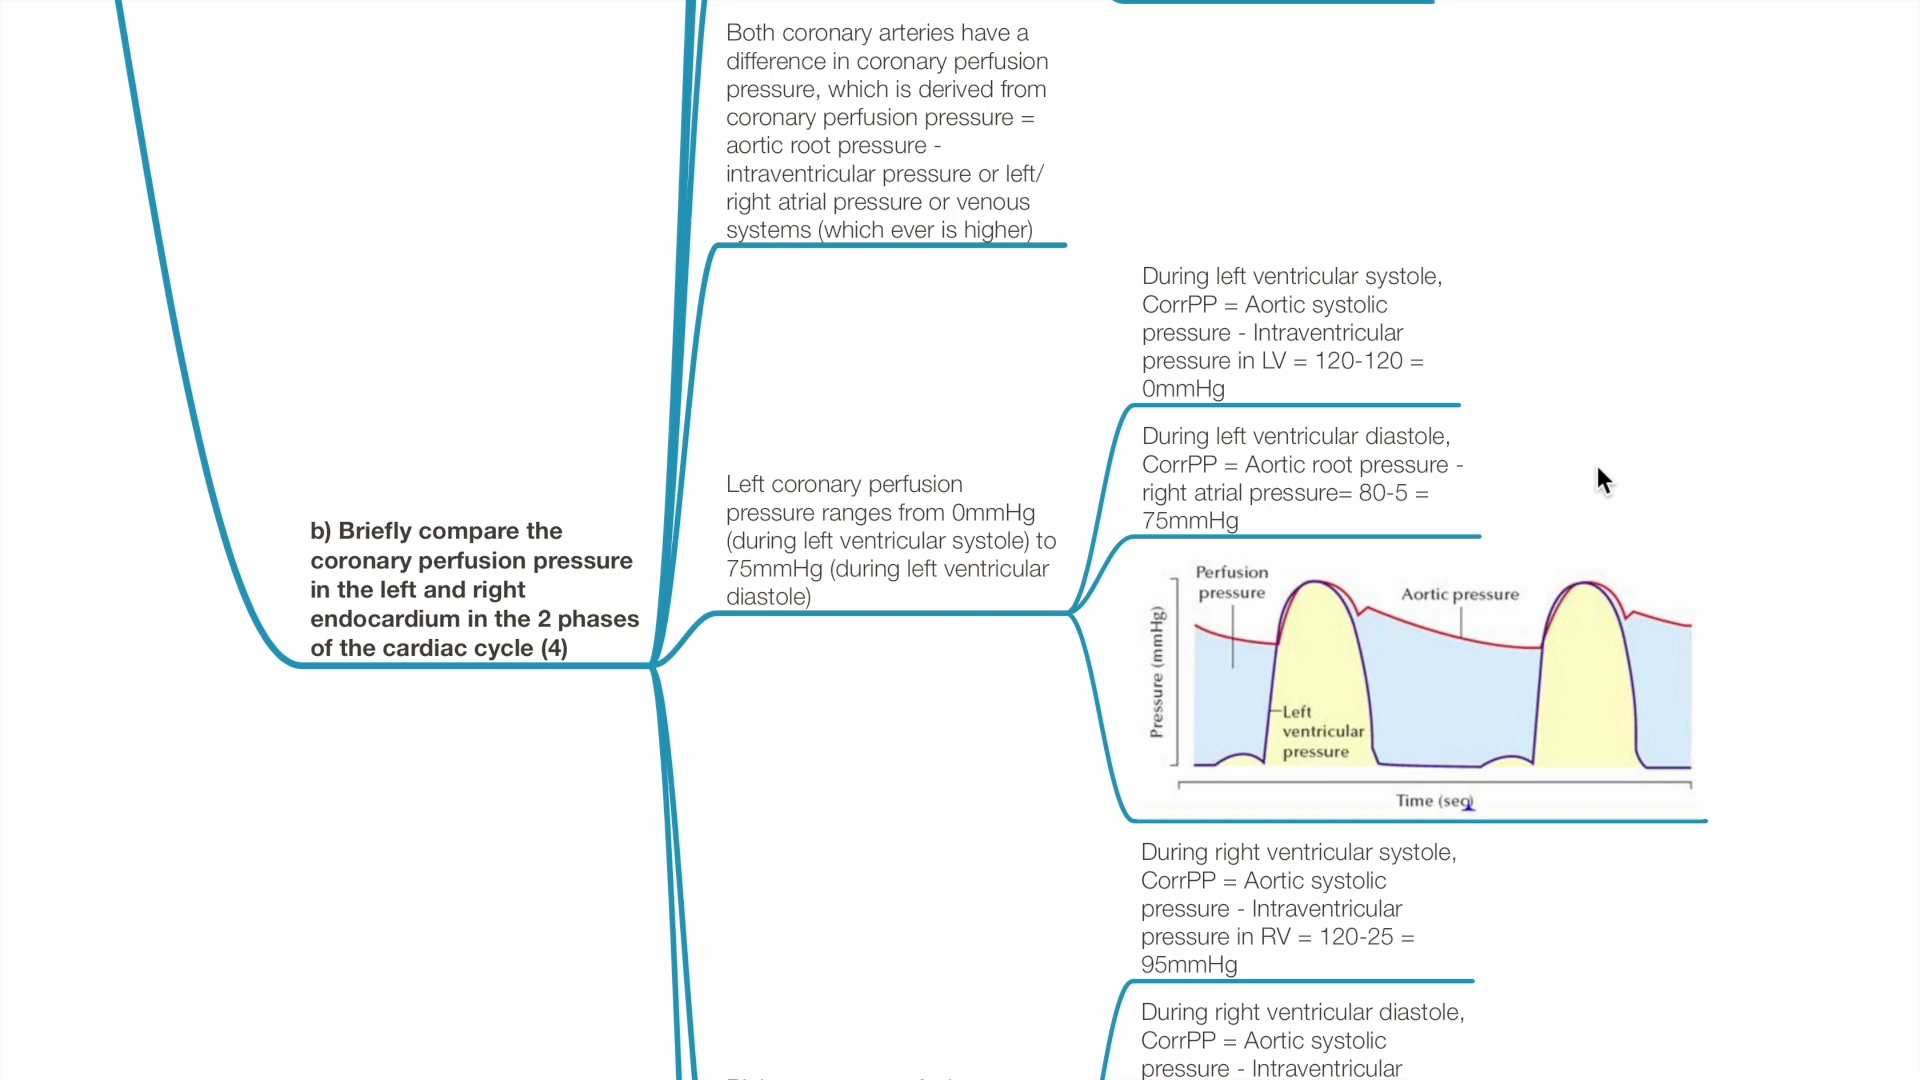 Both coronary arteries have a
difference in coronary perfusion
pressure, which is derived from
coronary perfusion pressure =
aortic root pressure -
intraventricular pressure or left/
right atrial pressure or venous
systems (which ever is higher)
b) Briefly compare the
coronary perfusion pressure
in the left and right
endocardium in the 2 phases
of the cardiac cycle (4)
Left coronary perfusion
pressure ranges from 0mmHg
(during left ventricular systole) to
75mmHg (during left ventricular
diastole)
During left ventricular systole,
CorrPP = Aortic systolic
pressure - Intraventricular
pressure in LV = 120-120 =
0mmHg
During left ventricular diastole,
CorrPP = Aortic root pressure -
right atrial pressure= 80-5 =
75mmHg
Perfusion
pressure
Aortic pressure
Pressure (mmHg)
Left
ventricular
pressure
Time (sec)
During right ventricular systole,
CorrPP = Aortic systolic
pressure - Intraventricular
pressure in RV = 120-25 =
95mmHg
During right ventricular diastole,
CorrPP = Aortic systolic
pressure - Intraventricular